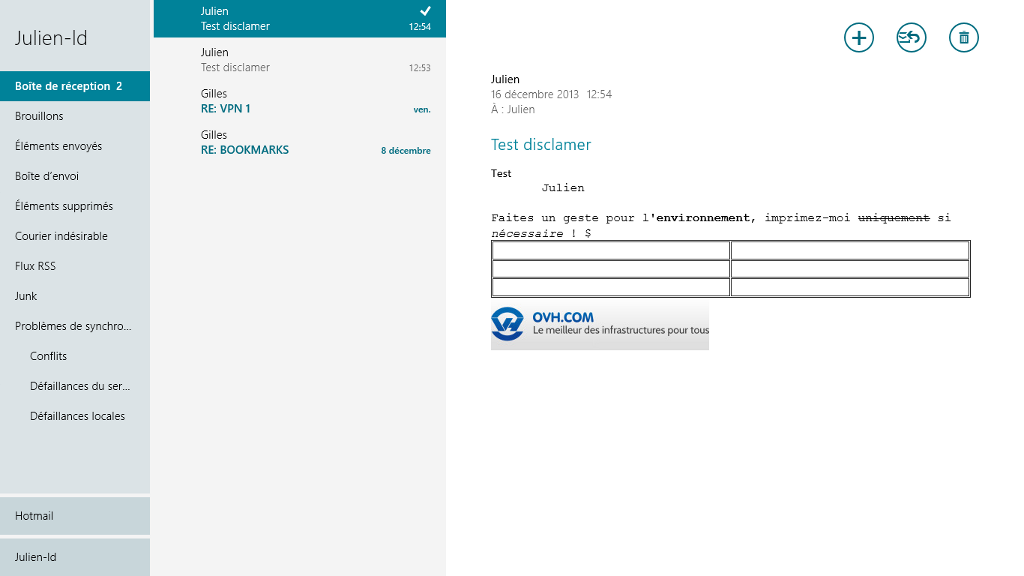 Julien-ld
Boîte de réception 2
Brouillons
Éléments envoyés
Boîte d'envoi
Éléments supprimés
Courier indésirable
Flux RSS
Junk
Problèmes de synchro...
Conflits
Défaillances du ser...
Défaillances locales
Hotmail
Julien-ld
Julien
Test disclamer 12:54
Julien
Test disclamer 12:53
Gilles
RE: VPN 1 ven.
Gilles
RE: BOOKMARKS 8 décembre
Julien
16 décembre 2013 12:54
À : Julien
Test disclamer
Test
Julien
Faites un geste pour l'environnement, imprimez-moi uniquement si
nécessaire ! $
OVH.COM
Le meilleur des infrastructures pour tous